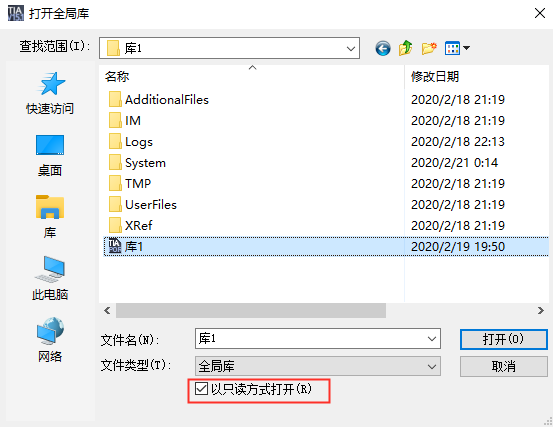 打开全局库
查找范围(I):
库1
名称
修改日期
AdditionalFiles
2020/2/18 21:19
IM
2020/2/18 21:19
Logs
2020/2/18 22:13
System
2020/2/21 0:14
TMP
2020/2/18 21:19
UserFiles
2020/2/18 21:19
XRef
2020/2/18 21:19
库1
2020/2/19 19:50
快速访问
桌面
库
此电脑
网络
文件名(N):
库1
打开(O)
文件类型(T):
全局库
取消
以只读方式打开(R)